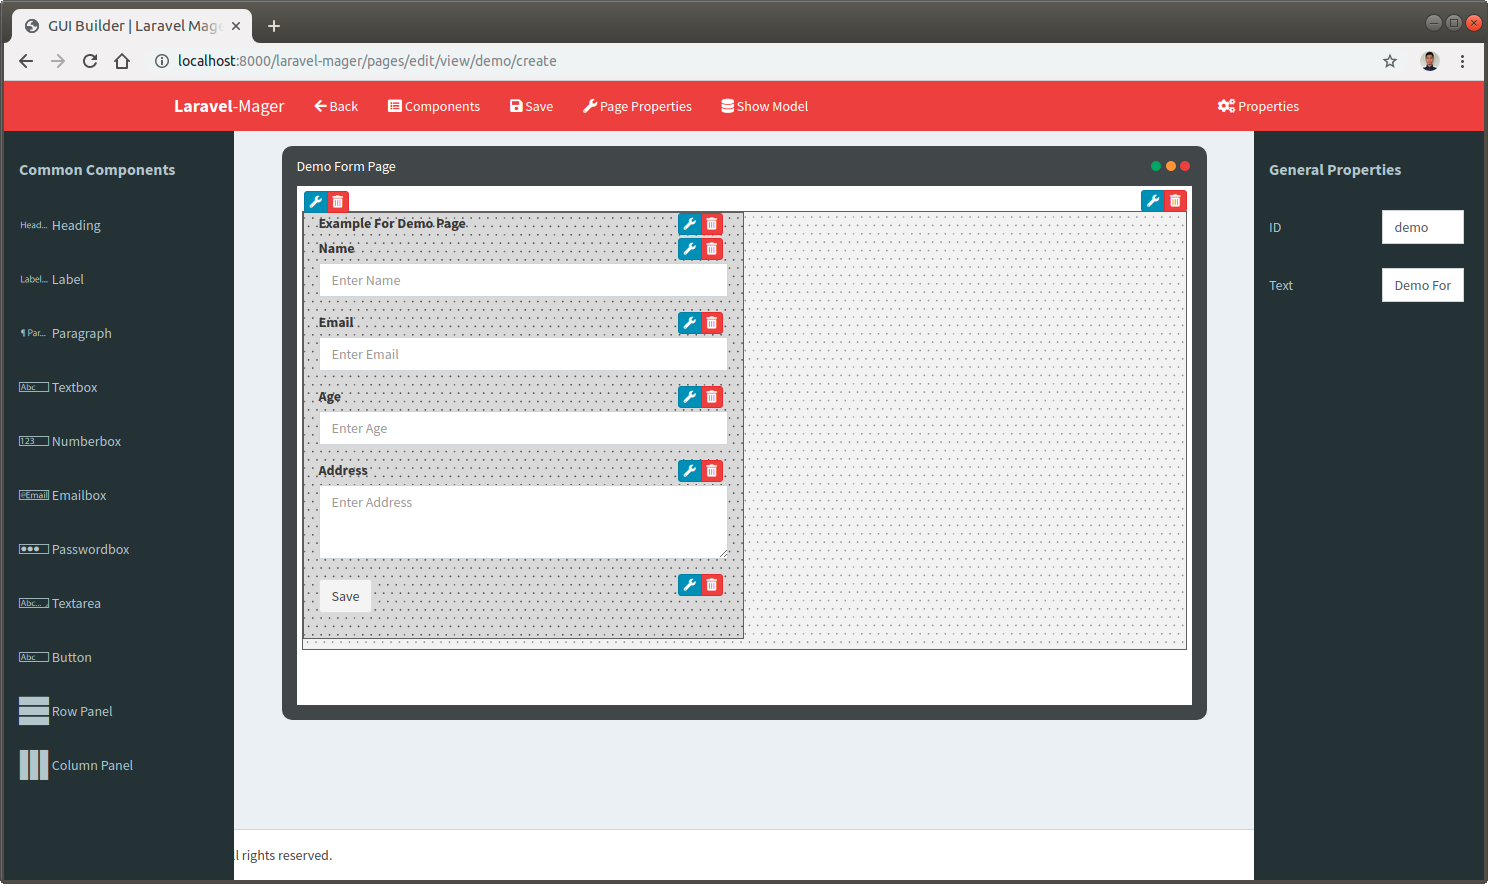 GUI Builder | Laravel Mag
localhost:8000/laravel-mager/pages/edit/view/demo/create
Laravel-Mager Back Components Save Page Properties Show Model Properties
Common Components
Head... Heading
Label... Label
¶ Par... Paragraph
Abc Textbox
123 Numberbox
@Email Emailbox
Passwordbox
Abc... Textarea
Abc Button
Row Panel
Column Panel
Demo Form Page
Example For Demo Page
Name
Enter Name
Email
Enter Email
Age
Enter Age
Address
Enter Address
Save
General Properties
ID demo
Text Demo For
ll rights reserved.